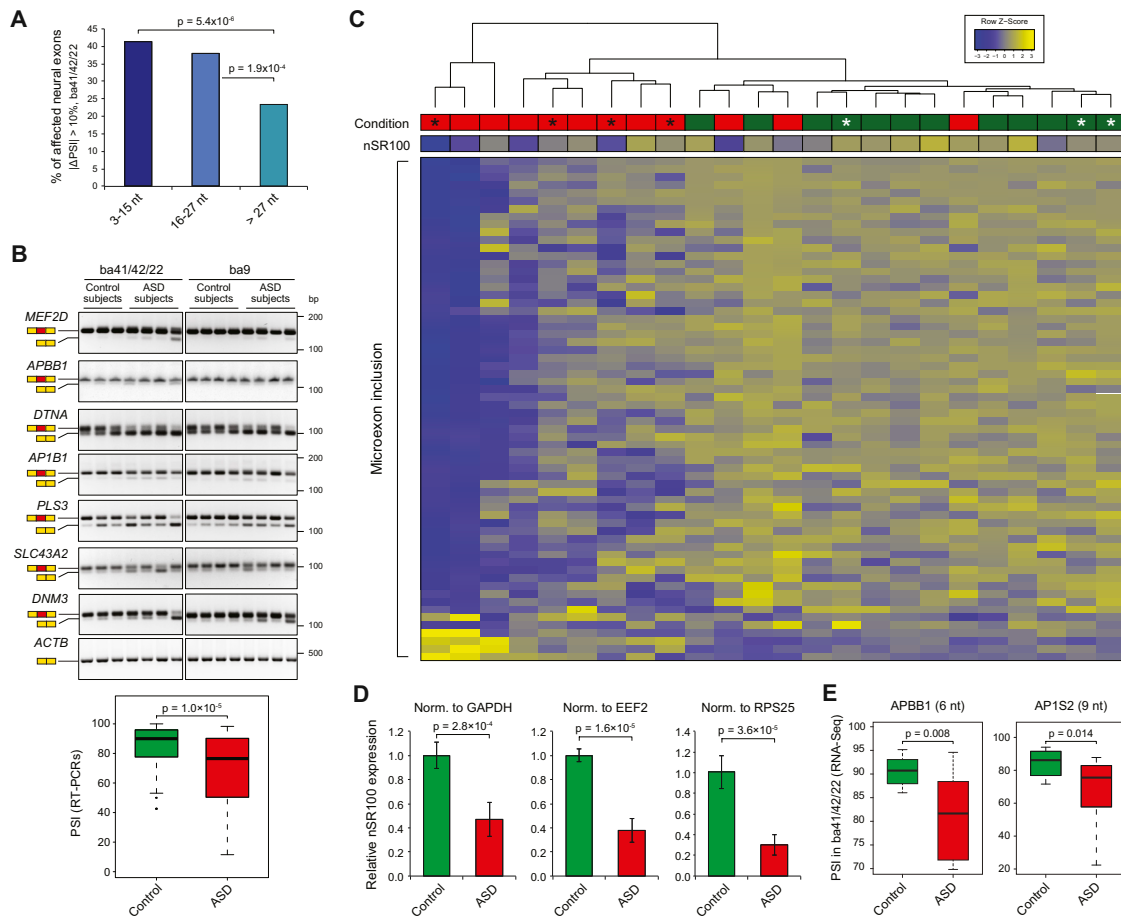 A
% of affected neural exons
|ΔPSI| > 10%, ba41/42/22
45
40
35
30
25
20
15
10
5
0
p = 5.4x10⁻⁶
p = 1.9x10⁻⁴
3-15 nt
16-27 nt
> 27 nt
B
ba41/42/22
ba9
Control subjects
ASD subjects
Control subjects
ASD subjects
bp
MEF2D
200
100
APBB1
100
DTNA
100
AP1B1
200
100
PLS3
100
SLC43A2
100
DNM3
100
ACTB
500
PSI (RT-PCRs)
100
80
60
40
20
0
p = 1.0×10⁻⁵
Control
ASD
C
Row Z-Score
-3 -2 -1 0 1 2 3
Condition
* * * * * * *
nSR100
Microexon inclusion
D
Relative nSR100 expression
Norm. to GAPDH
p = 2.8×10⁻⁴
1.4
1.2
1.0
0.8
0.6
0.4
0.2
0.0
Control
ASD
Norm. to EEF2
p = 1.6×10⁻⁵
1.4
1.2
1.0
0.8
0.6
0.4
0.2
0.0
Control
ASD
Norm. to RPS25
p = 3.6×10⁻⁵
1.4
1.2
1.0
0.8
0.6
0.4
0.2
0.0
Control
ASD
E
PSI in ba41/42/22 (RNA-Seq)
APBB1 (6 nt)
p = 0.008
100
95
90
85
80
75
70
Control
ASD
AP1S2 (9 nt)
p = 0.014
100
80
60
40
20
Control
ASD